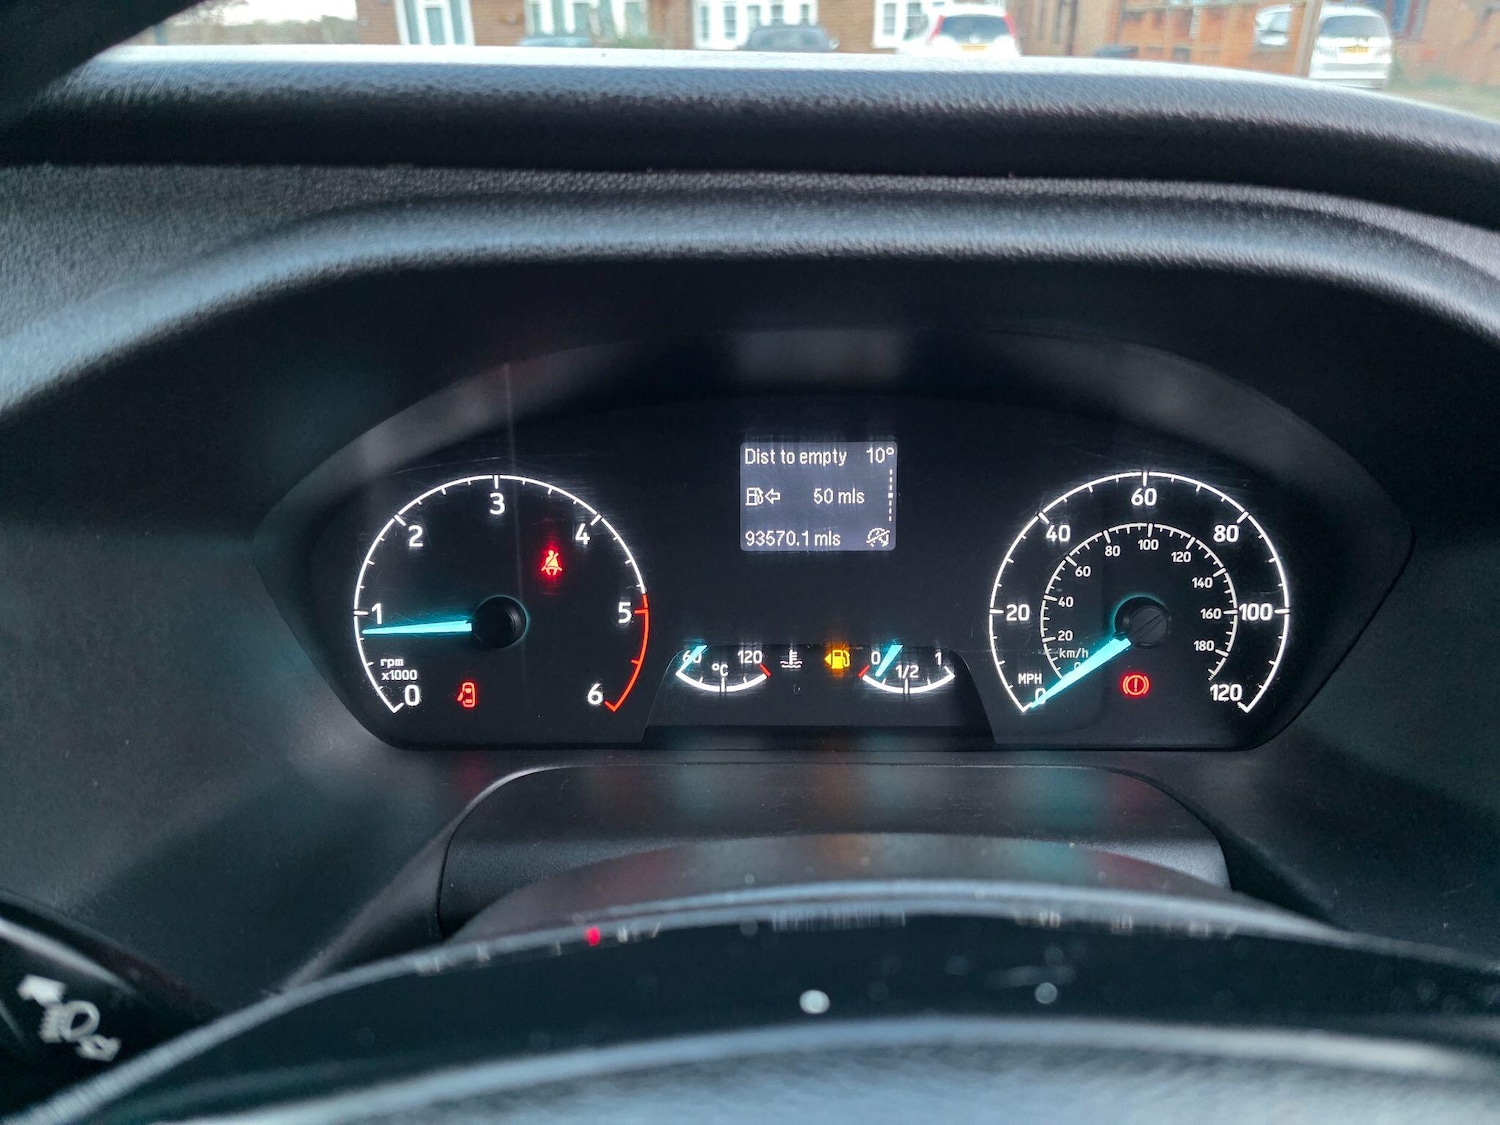 Dist to empty 10°
50 mls
93570.1 mls
0 1 2 3 4 5 6
rpm
x1000
60 120
°C
0 1/2 1
0 20 40 60 80 100 120
MPH
0 20 40 60 80 100 120 140 160 180
km/h